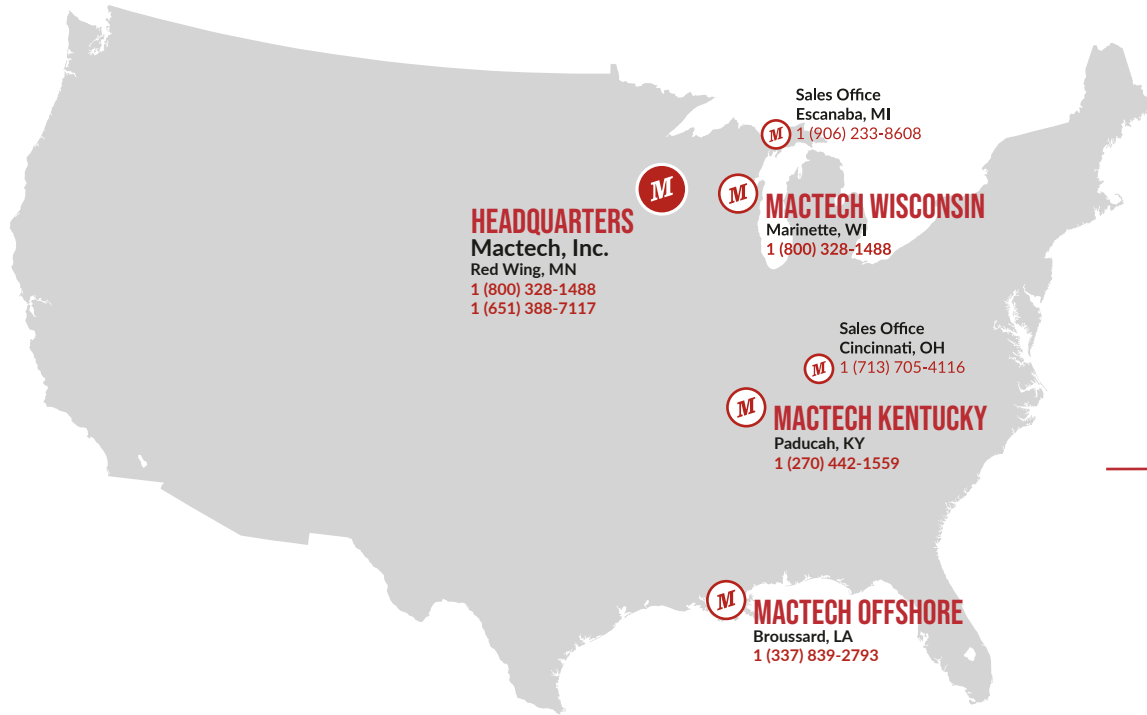 Sales Office
Escanaba, MI
M 1 (906) 233-8608
M
M
HEADQUARTERS
Mactech, Inc.
Red Wing, MN
1 (800) 328-1488
1 (651) 388-7117
MACTECH WISCONSIN
Marinette, WI
1 (800) 328-1488
Sales Office
Cincinnati, OH
M 1 (713) 705-4116
M
MACTECH KENTUCKY
Paducah, KY
1 (270) 442-1559
M
MACTECH OFFSHORE
Broussard, LA
1 (337) 839-2793